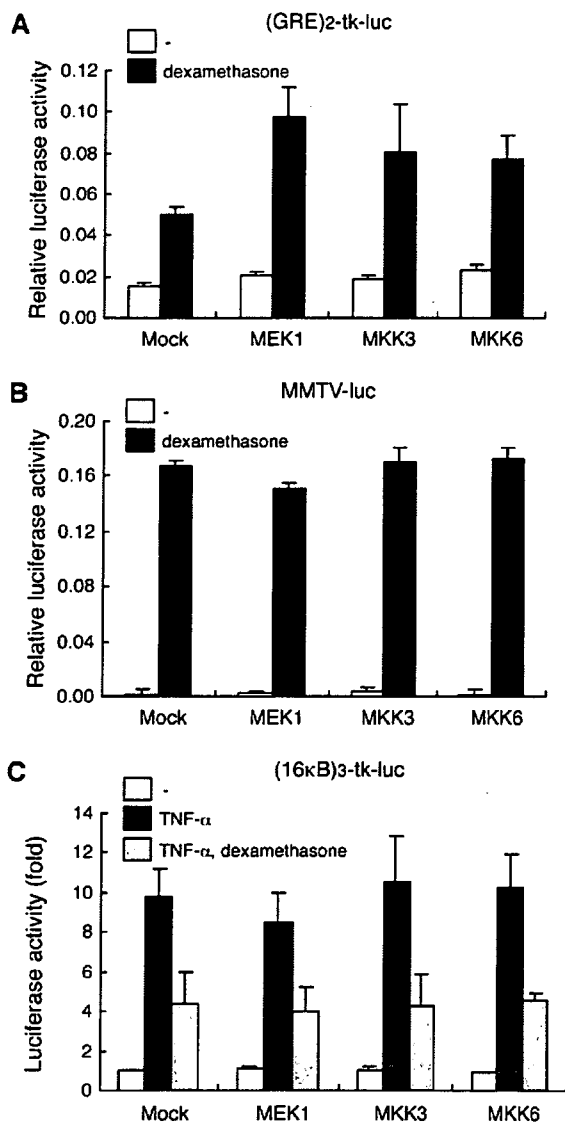 A
(GRE)2-tk-luc
-
dexamethasone
Relative luciferase activity
0.12
0.10
0.08
0.06
0.04
0.02
0.00
Mock MEK1 MKK3 MKK6
B
MMTV-luc
-
dexamethasone
Relative luciferase activity
0.20
0.16
0.12
0.08
0.04
0.00
Mock MEK1 MKK3 MKK6
C
(16κB)3-tk-luc
-
TNF-α
TNF-α, dexamethasone
Luciferase activity (fold)
14
12
10
8
6
4
2
0
Mock MEK1 MKK3 MKK6